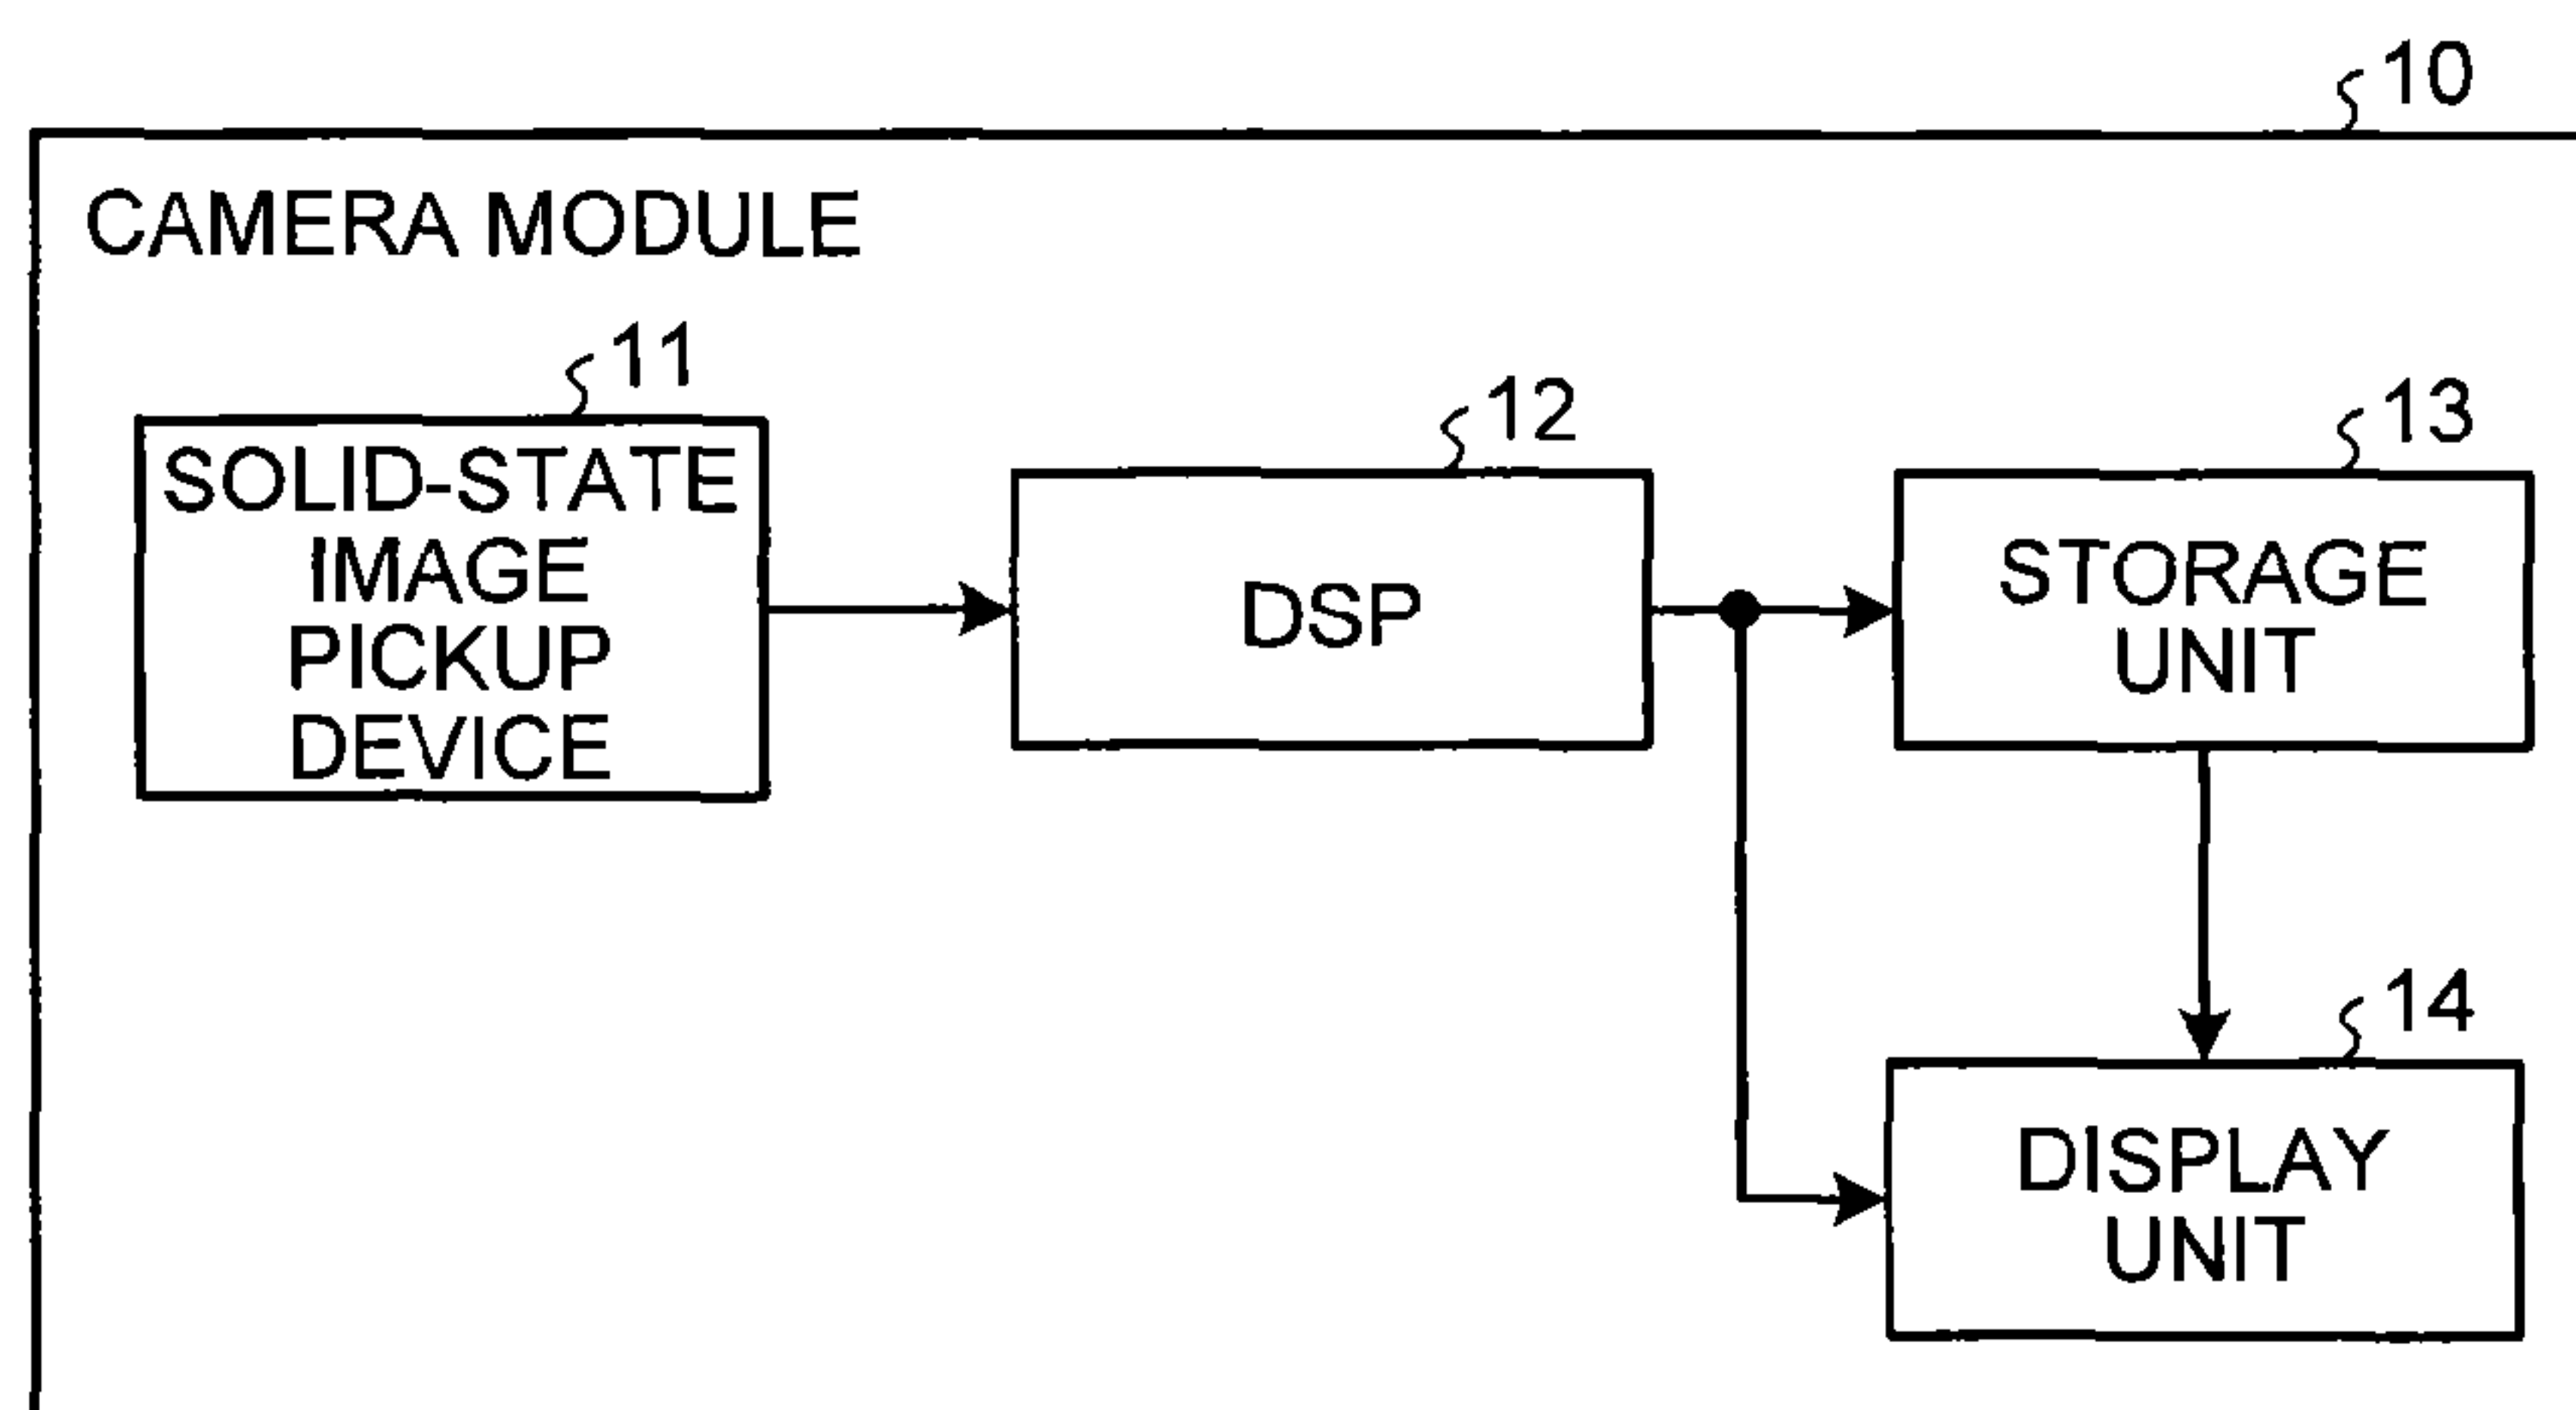 10
CAMERA MODULE
11
SOLID-STATE
IMAGE
PICKUP
DEVICE
12
DSP
13
STORAGE
UNIT
14
DISPLAY
UNIT